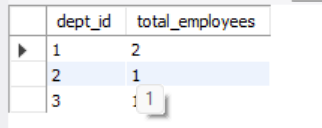 dept_id total_employees
1 2
2 1
3 1
1